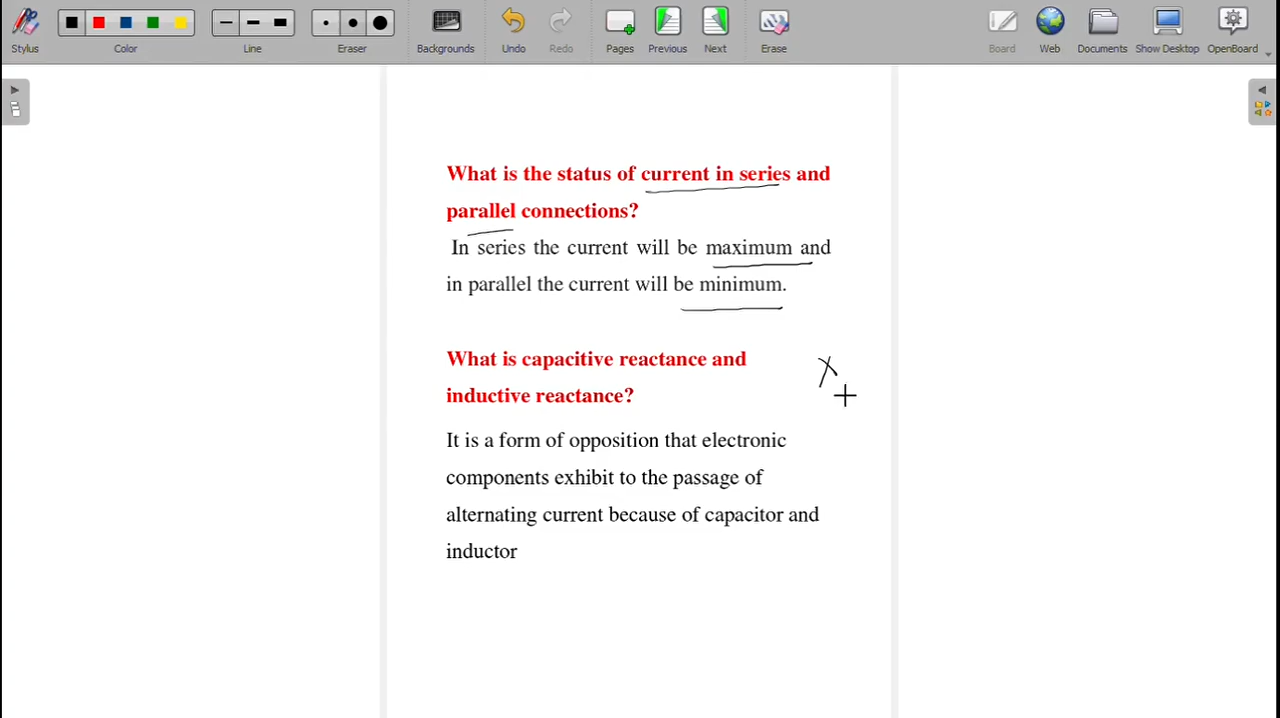 Stylus
Color
Line
Eraser
Backgrounds
Undo
Redo
Pages
Previous
Next
Erase
Board
Web
Documents
Show Desktop
OpenBoard
What is the status of current in series and
parallel connections?
In series the current will be maximum and
in parallel the current will be minimum.
What is capacitive reactance and
X
inductive reactance?
It is a form of opposition that electronic
components exhibit to the passage of
alternating current because of capacitor and
inductor